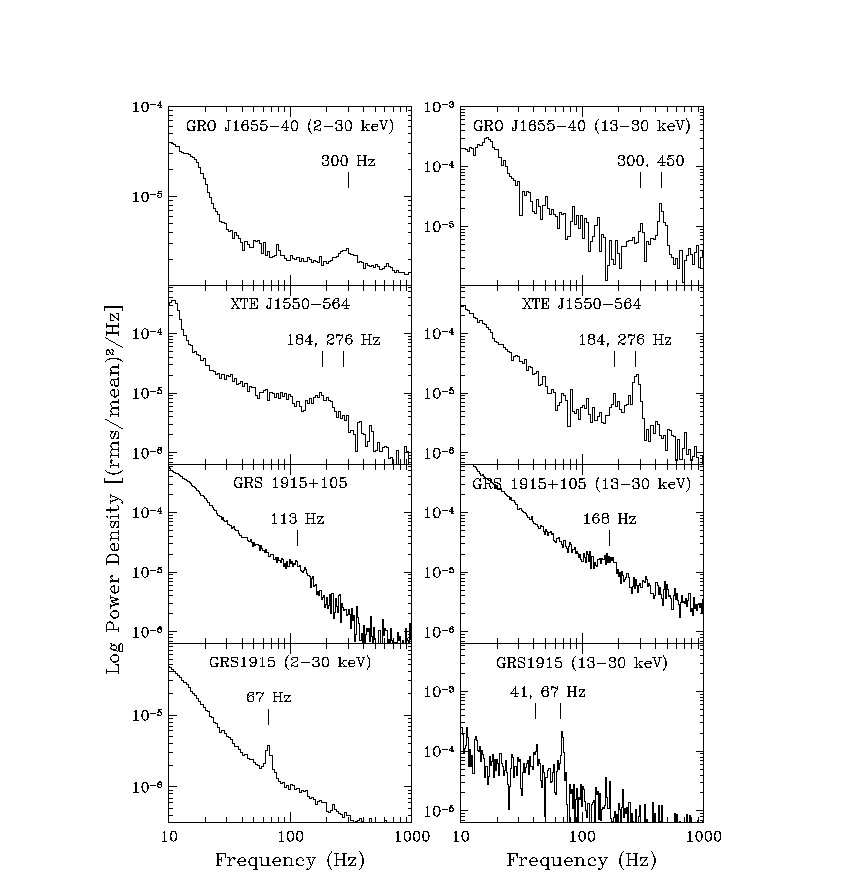 10⁻⁴
GRO J1655−40 (2−30 keV)
300 Hz
10⁻⁵
10⁻³
GRO J1655−40 (13−30 keV)
10⁻⁴
300, 450
10⁻⁵
XTE J1550−564
10⁻⁴
184, 276 Hz
10⁻⁵
10⁻⁶
XTE J1550−564
10⁻⁴
184, 276 Hz
10⁻⁵
10⁻⁶
GRS 1915+105
10⁻⁴
113 Hz
10⁻⁵
10⁻⁶
GRS 1915+105 (13−30 keV)
10⁻⁴
168 Hz
10⁻⁵
10⁻⁶
GRS1915 (2−30 keV)
67 Hz
10⁻⁵
10⁻⁶
GRS1915 (13−30 keV)
10⁻³
41, 67 Hz
10⁻⁴
10⁻⁵
Log Power Density [(rms/mean)²/Hz]
10 100 1000
10 100 1000
Frequency (Hz)
Frequency (Hz)